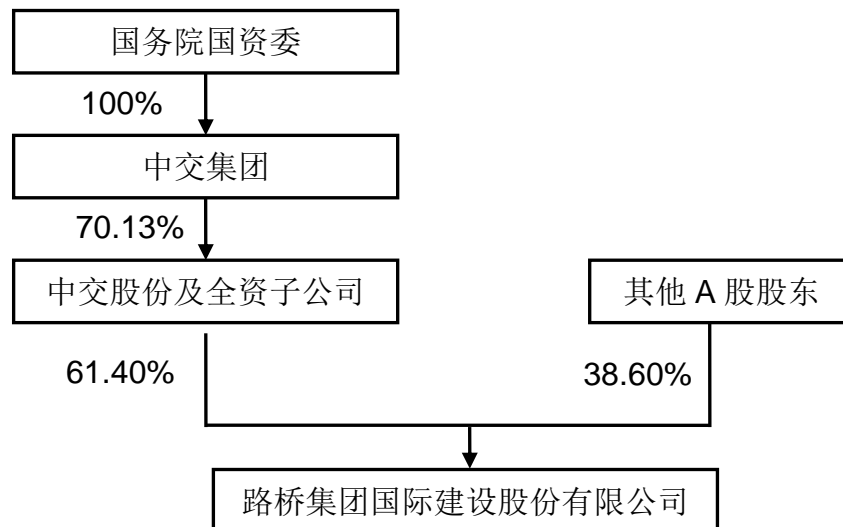 国务院国资委
100%
中交集团
70.13%
中交股份及全资子公司
其他 A 股股东
61.40%
38.60%
路桥集团国际建设股份有限公司